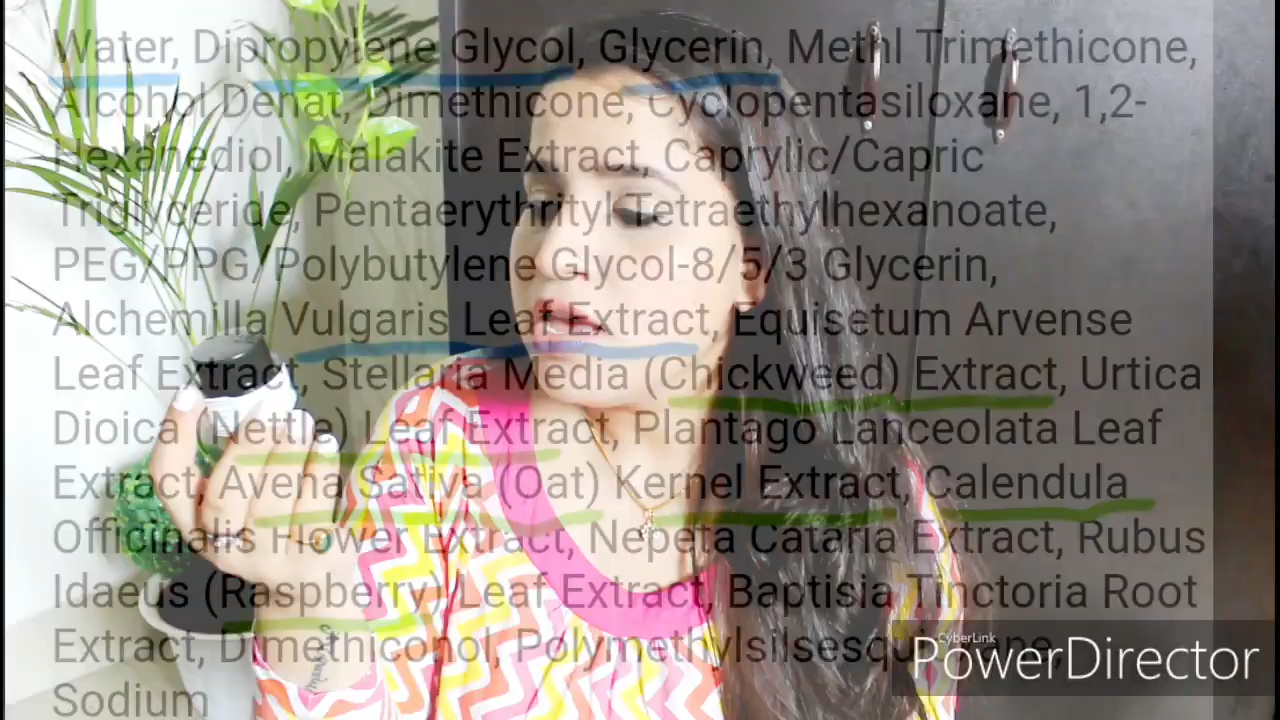 Water, Dipropylene Glycol, Glycerin, Methl Trimethicone,
Alcohol Denat, Dimethicone, Cyclopentasiloxane, 1,2-
Hexanediol, Malakite Extract, Caprylic/Capric
Triglyceride, Pentaerythrityl Tetraethylhexanoate,
PEG/PPG/ Polybutylene Glycol-8/5/3 Glycerin,
Alchemilla Vulgaris Leaf Extract, Equisetum Arvense
Leaf Extract, Stellaria Media (Chickweed) Extract, Urtica
Dioica (Nettle) Leaf Extract, Plantago Lanceolata Leaf
Extract, Avena Sativa (Oat) Kernel Extract, Calendula
Officinalis Flower Extract, Nepeta Cataria Extract, Rubus
Idaeus (Raspberry) Leaf Extract, Baptisia Tinctoria Root
Extract, Dimethiconol, Polymethylsilsesquioxane,
Sodium
CyberLink
PowerDirector